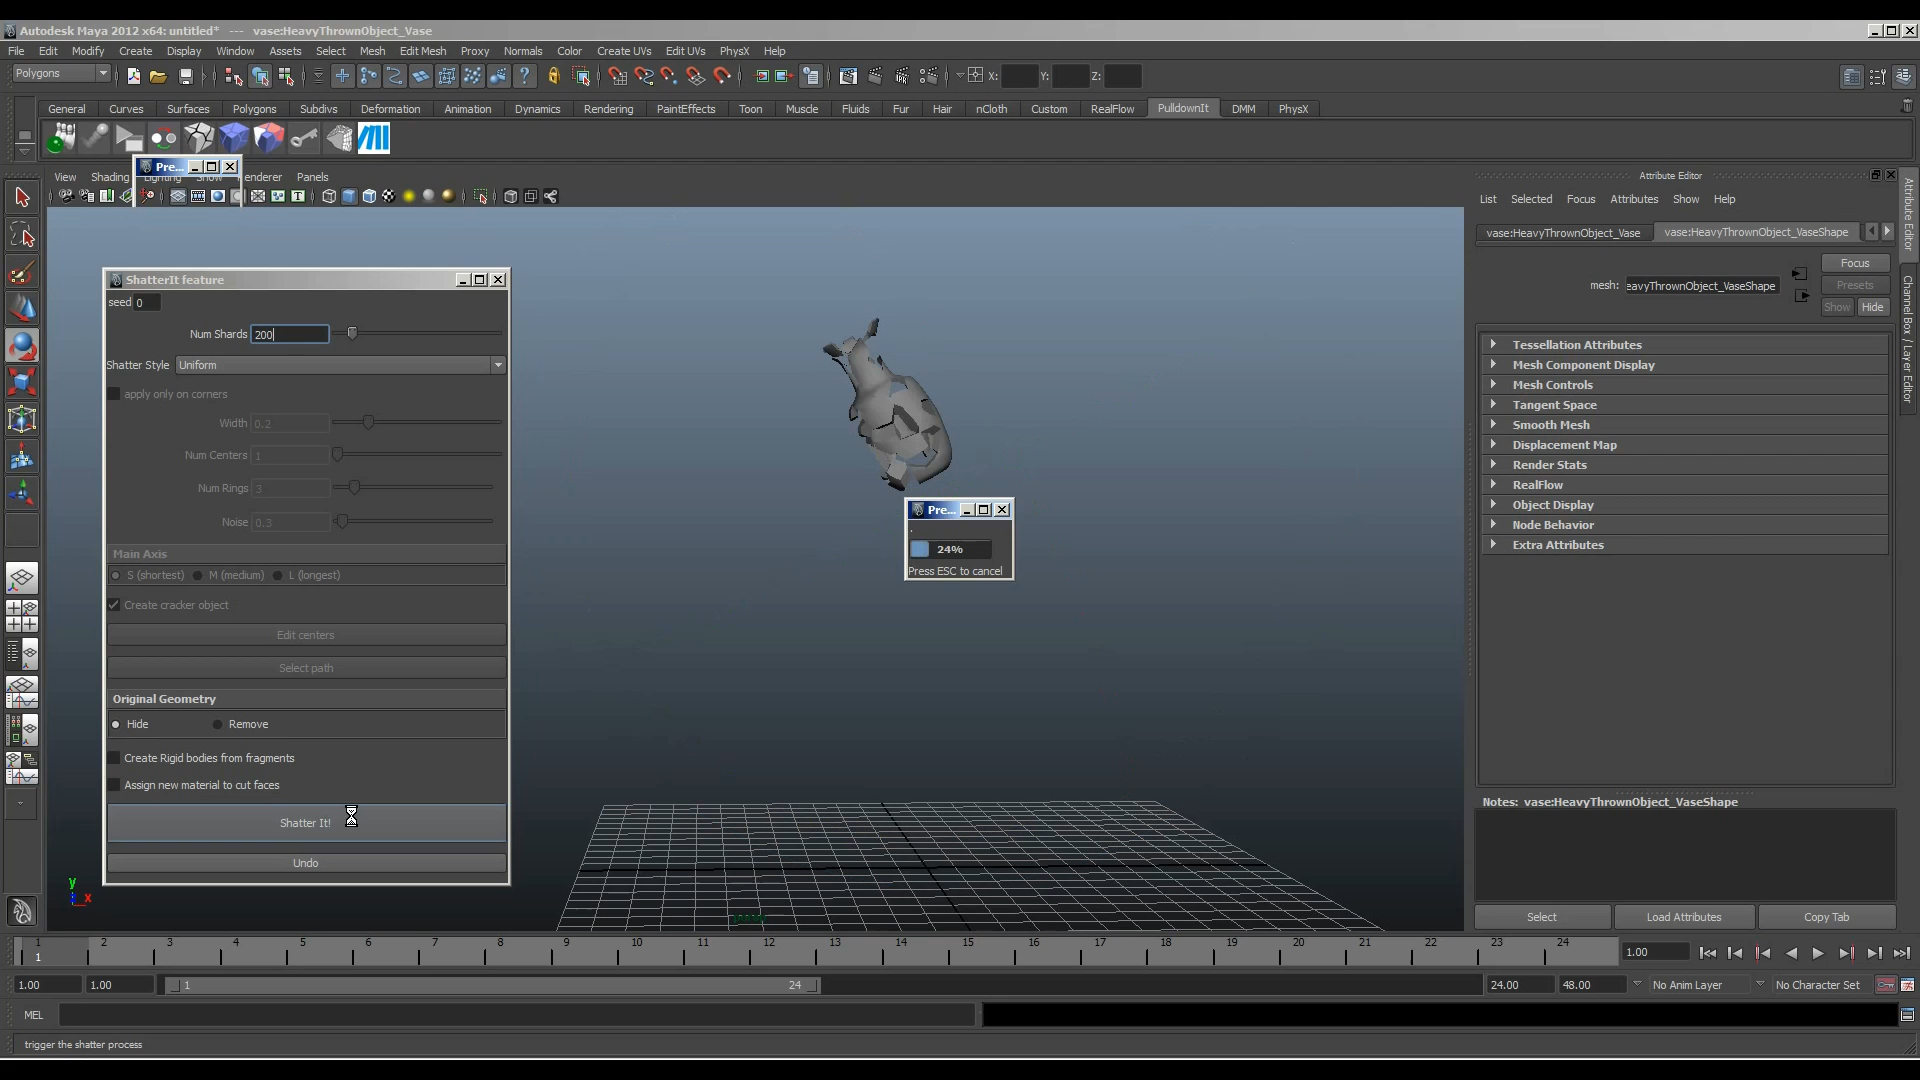 Autodesk Maya 2012 x64: untitled* --- vase:HeavyThrownObject_Vase
File Edit Modify Create Display Window Assets Select Mesh Edit Mesh Proxy Normals Color Create UVs Edit UVs PhysX Help
Polygons X: Y: Z:
General Curves Surfaces Polygons Subdivs Deformation Animation Dynamics Rendering PaintEffects Toon Muscle Fluids Fur Hair nCloth Custom RealFlow PulldownIt DMM PhysX
Pre...
View Shading Lighting Show Renderer Panels
Attribute Editor
List Selected Focus Attributes Show Help
vase:HeavyThrownObject_Vase vase:HeavyThrownObject_VaseShape
Focus
mesh: eavyThrownObject_VaseShape Presets
Show Hide
ShatterIt feature
seed 0
Num Shards 200
Shatter Style Uniform
apply only on corners
Width 0.2
Num Centers 1
Num Rings 3
Noise 0.3
Main Axis
S (shortest) M (medium) L (longest)
Create cracker object
Edit centers
Select path
Original Geometry
Hide Remove
Create Rigid bodies from fragments
Assign new material to cut faces
Shatter It!
Undo
Pre...
24%
Press ESC to cancel
Tessellation Attributes
Mesh Component Display
Mesh Controls
Tangent Space
Smooth Mesh
Displacement Map
Render Stats
RealFlow
Object Display
Node Behavior
Extra Attributes
Notes: vase:HeavyThrownObject_VaseShape
Select Load Attributes Copy Tab
Attribute Editor
Channel Box / Layer Editor
y
x
1 2 3 4 5 6 7 8 9 10 11 12 13 14 15 16 17 18 19 20 21 22 23 24
1 1.00
1.00 1.00 1 24 24.00 48.00 No Anim Layer No Character Set
MEL
trigger the shatter process